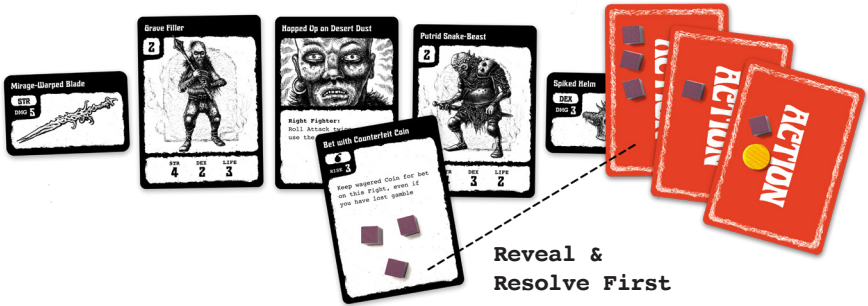 Mirage-Warped Blade
STR
DMG 5
Grave Filler
2
STR DEX LIFE
4 2 3
Hopped Up on Desert Dust
Right Fighter:
Roll Attack
use the
Putrid Snake-Beast
2
DEX LIFE
3 2
Spiked Helm
DEX
DMG 3
Bet with Counterfeit Coin
RISK 3
Keep wagered Coin for bet
on this Fight, even if
you have lost gamble
ACTION
ACTION
ACTION
Reveal &
Resolve First